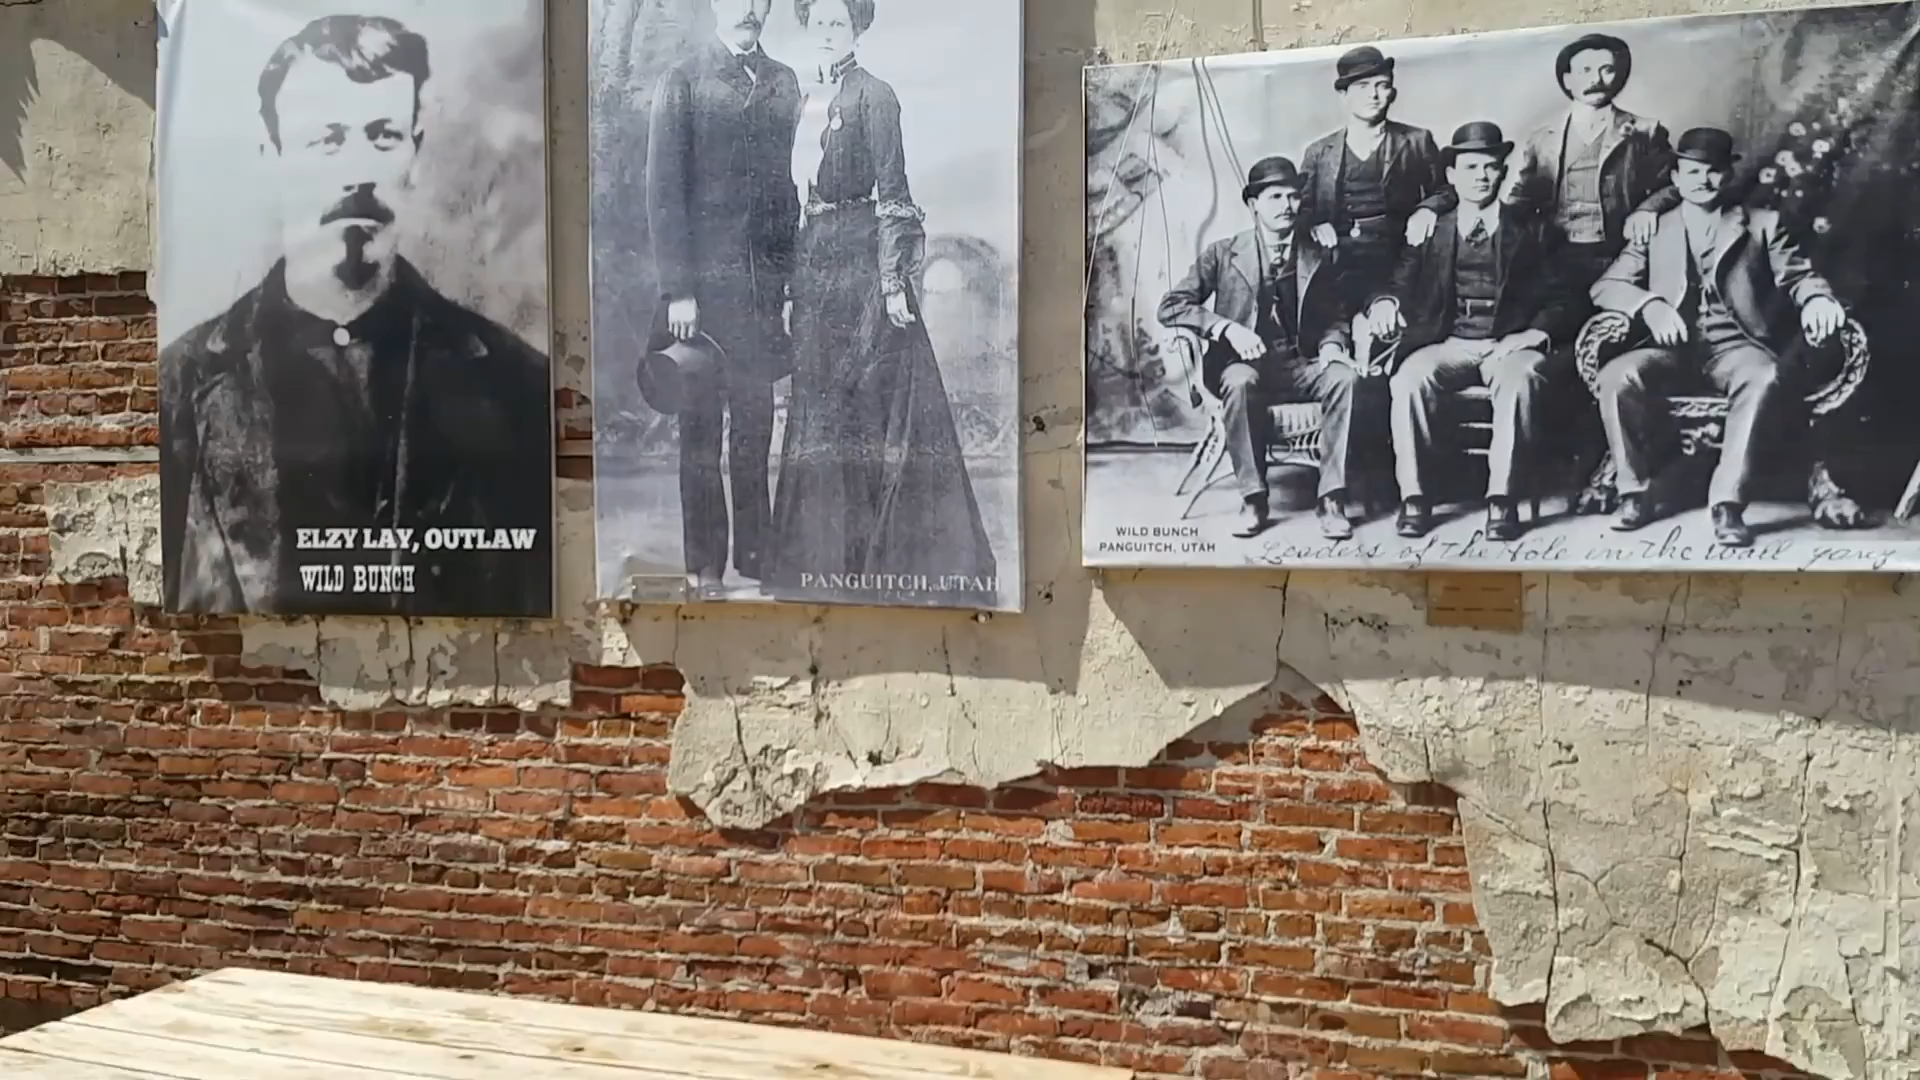 ELZY LAY, OUTLAW
WILD BUNCH
PANGUITCH, UTAH
WILD BUNCH
PANGUITCH, UTAH
Leaders of the Hole in the wall gang